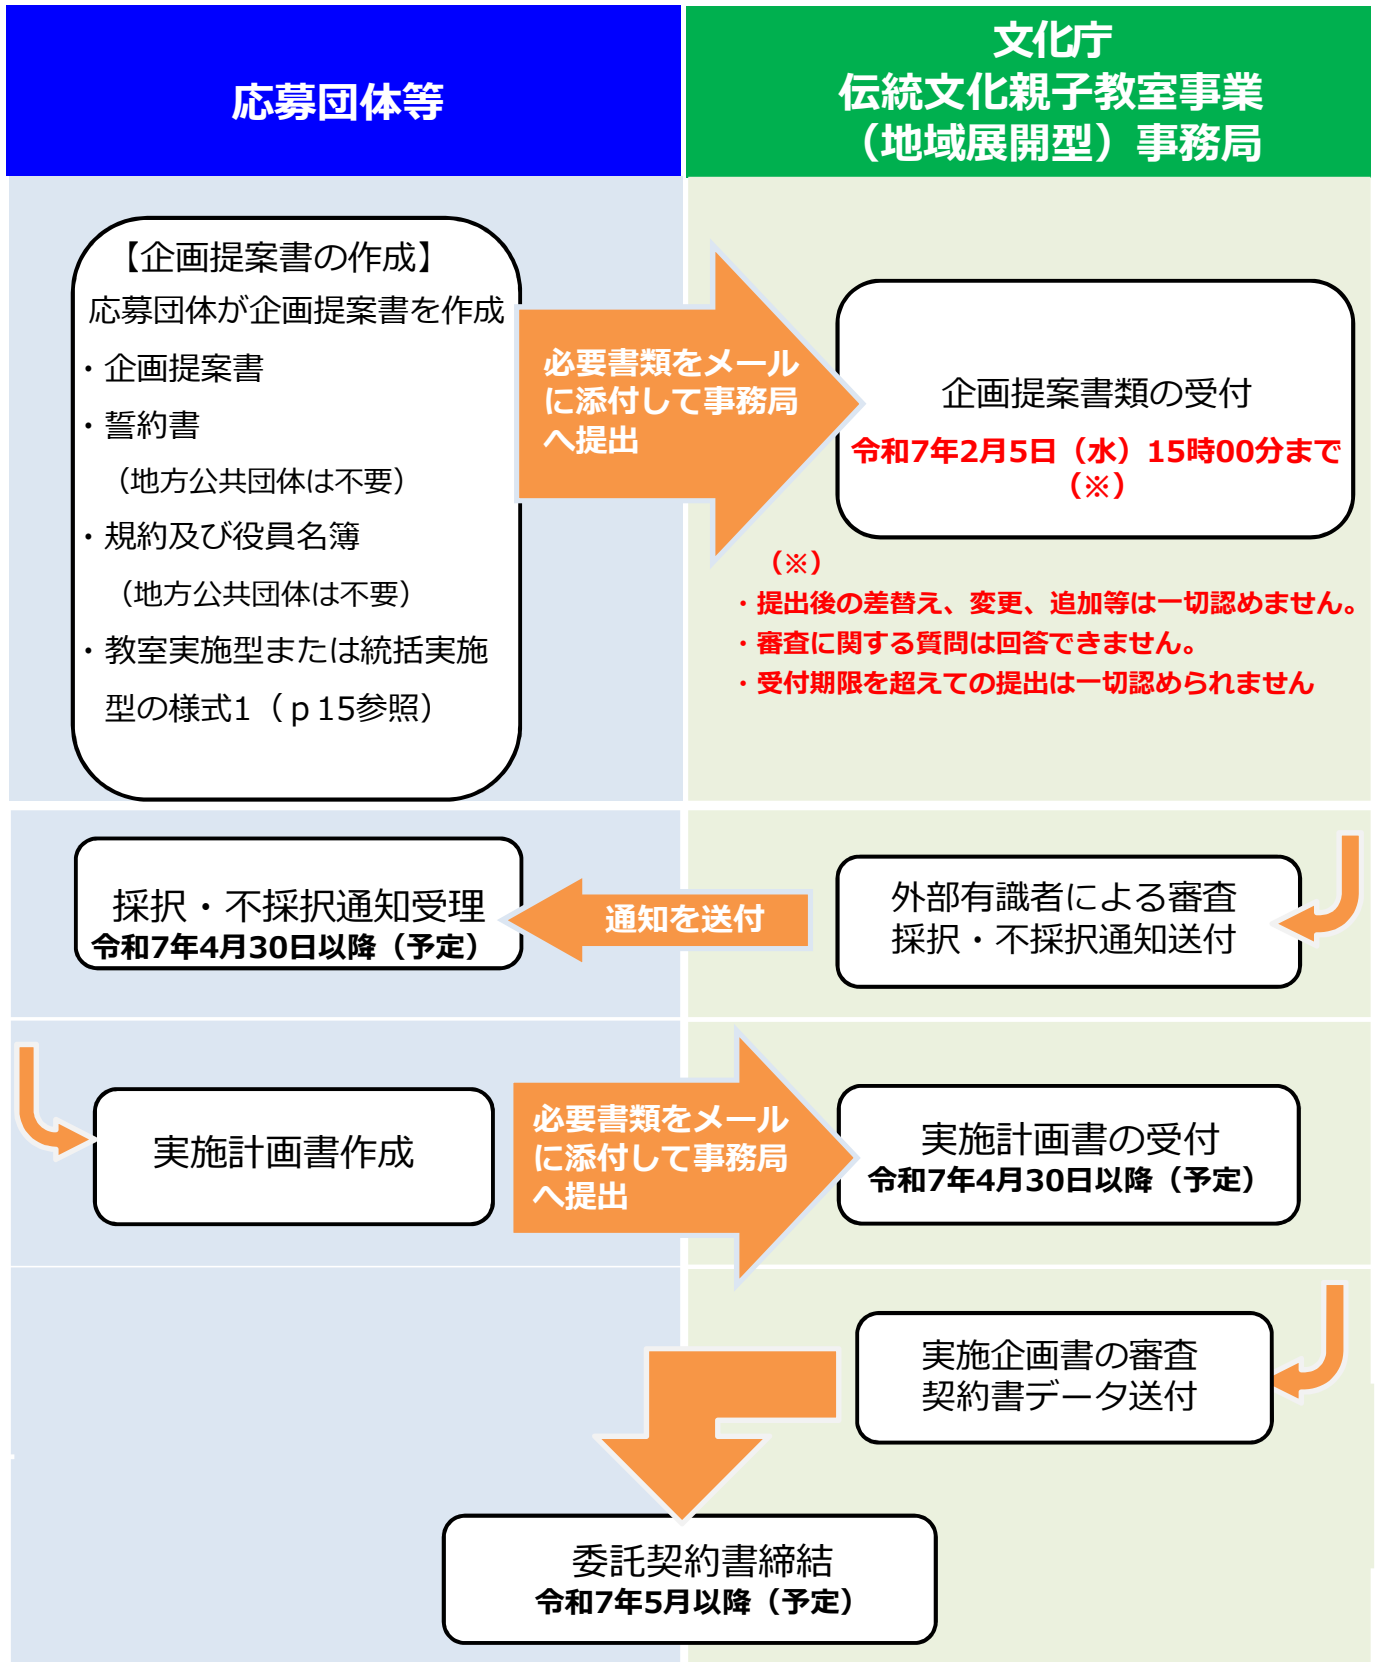 応募団体等
文化庁
伝統文化親子教室事業
（地域展開型）事務局
【企画提案書の作成】
応募団体が企画提案書を作成
・企画提案書
・誓約書
（地方公共団体は不要）
・規約及び役員名簿
（地方公共団体は不要）
・教室実施型または統括実施
型の様式1（ｐ15参照）
必要書類をメール
に添付して事務局
へ提出
企画提案書類の受付
令和7年2月5日（水）15時00分まで
（※）
（※）
・提出後の差替え、変更、追加等は一切認めません。
・審査に関する質問は回答できません。
・受付期限を超えての提出は一切認められません
採択・不採択通知受理
令和7年4月30日以降（予定）
通知を送付
外部有識者による審査
採択・不採択通知送付
実施計画書作成
必要書類をメール
に添付して事務局
へ提出
実施計画書の受付
令和7年4月30日以降（予定）
実施企画書の審査
契約書データ送付
委託契約書締結
令和7年5月以降（予定）